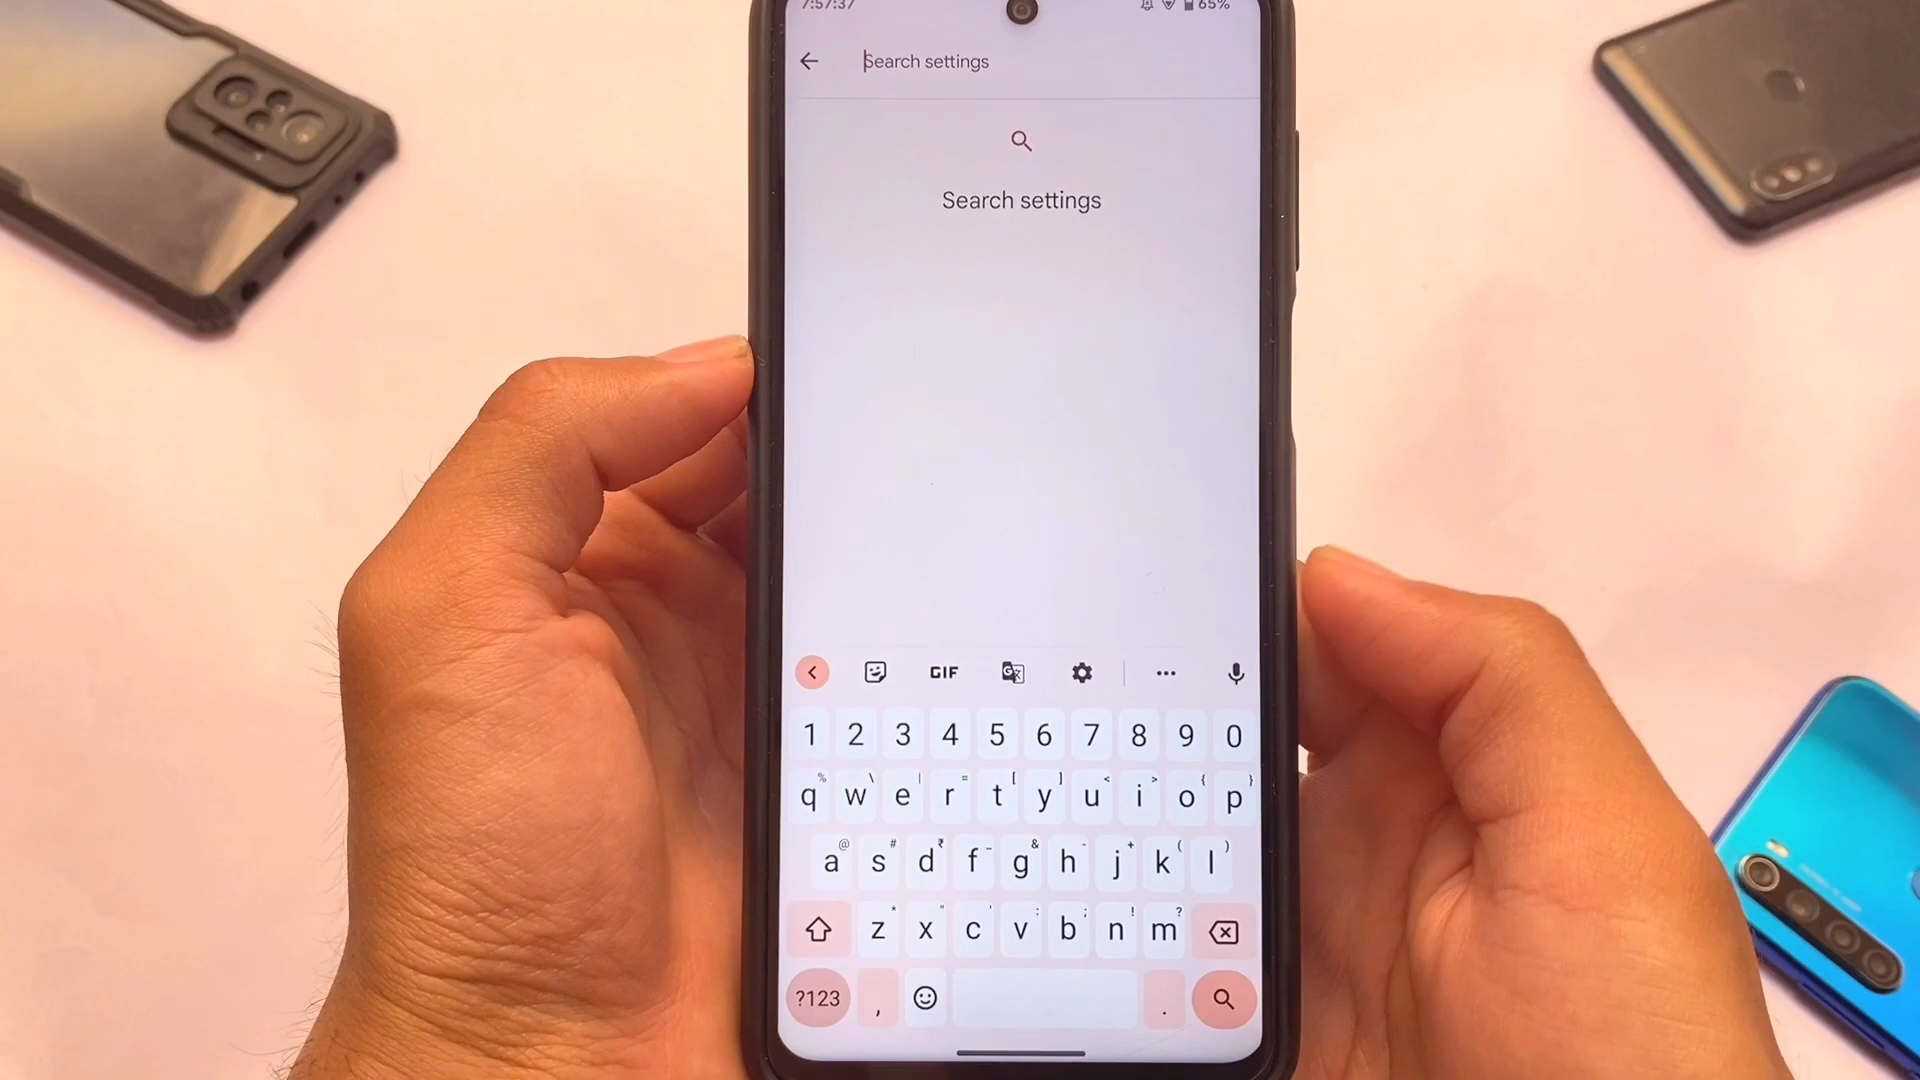 7:57:37 65%
Search settings
Search settings
GIF G
1 2 3 4 5 6 7 8 9 0
% \ | = [ ] < > { }
q w e r t y u i o p
@ # ₹ _ & - + ( )
a s d f g h j k l
* " ' : ; ! ?
z x c v b n m
?123 , .